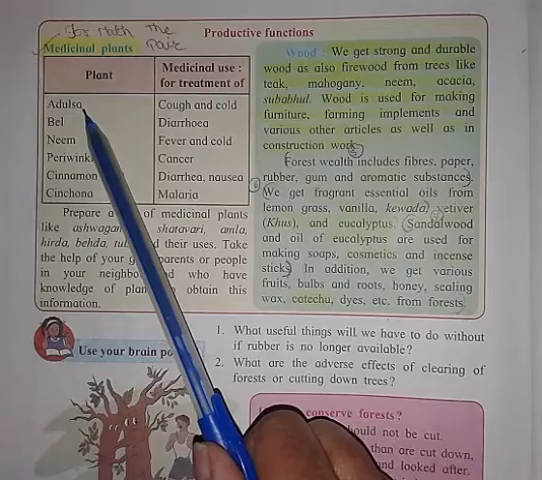 for Math the
Pair
Productive functions
Medicinal plants
Plant
Medicinal use :
for treatment of
Adulsa Cough and cold
Bel Diarrhoea
Neem Fever and cold
Periwink Cancer
Cinnamon Diarrhea, nausea
Cinchona Malaria
Prepare a of medicinal plants
like ashwagan shatavari, amla,
hirda, behda, tul d their uses. Take
the help of your g parents or people
in your neighbo d who have
knowledge of plan obtain this
information.
Wood : We get strong and durable
wood as also firewood from trees like
teak, mahogany, neem, acacia,
subabhul. Wood is used for making
furniture, farming implements and
various other articles as well as in
construction work.
Forest wealth includes fibres, paper,
rubber, gum and aromatic substances.
We get fragrant essential oils from
lemon grass, vanilla, kewada, vetiver
(Khus), and eucalyptus. Sandalwood
and oil of eucalyptus are used for
making soaps, cosmetics and incense
sticks. In addition, we get various
fruits, bulbs and roots, honey, sealing
wax, catechu, dyes, etc. from forests.
Use your brain po
1. What useful things will we have to do without
if rubber is no longer available?
2. What are the adverse effects of clearing of
forests or cutting down trees?
conserve forests?
ould not be cut.
than are cut down,
nd looked after.